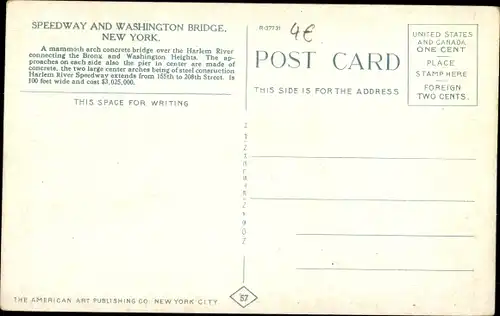 SPEEDWAY AND WASHINGTON BRIDGE,
NEW YORK.
A mammoth arch concrete bridge over the Harlem River
connecting the Bronx and Washington Heights. The ap-
proaches on each side also the pier in center are made of
concrete, the two large center arches being of steel contruction
Harlem River Speedway extends from 155th to 208th Street. Is
100 feet wide and cost $3,025,000.
THIS SPACE FOR WRITING
R-37731
4€
POST CARD
THIS SIDE IS FOR THE ADDRESS
UNITED STATES
AND CANADA
ONE CENT
PLACE
STAMP HERE
FOREIGN
TWO CENTS.
THE AMERICAN ART PUBLISHING CO. NEW YORK CITY
57